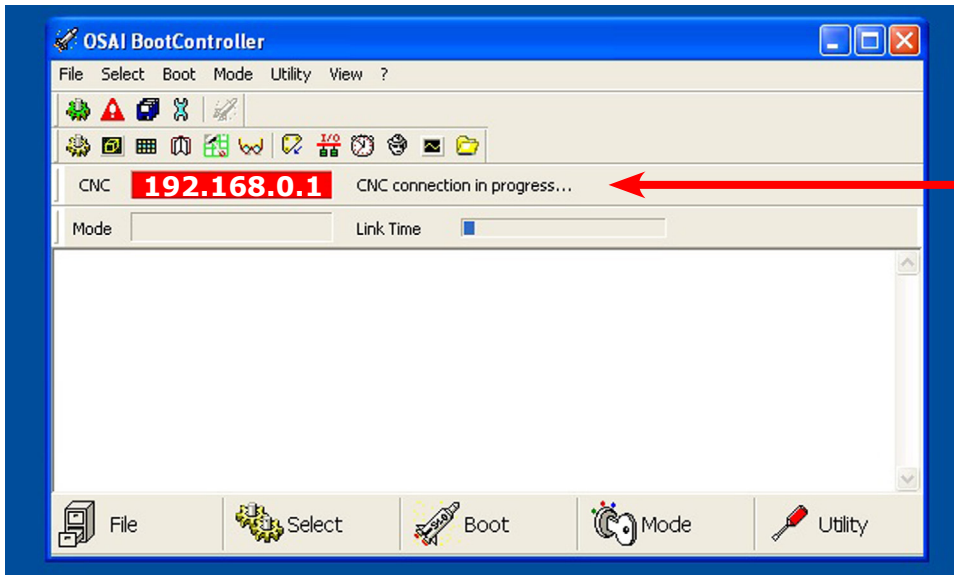 OSAI BootController
File Select Boot Mode Utility View ?
I/O
CNC 192.168.0.1 CNC connection in progress...
Mode Link Time
File Select Boot Mode Utility